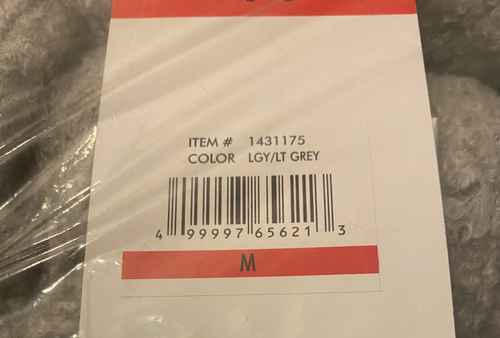 ITEM # 1431175
COLOR LGY/LT GREY
4 99997 65621 3
M